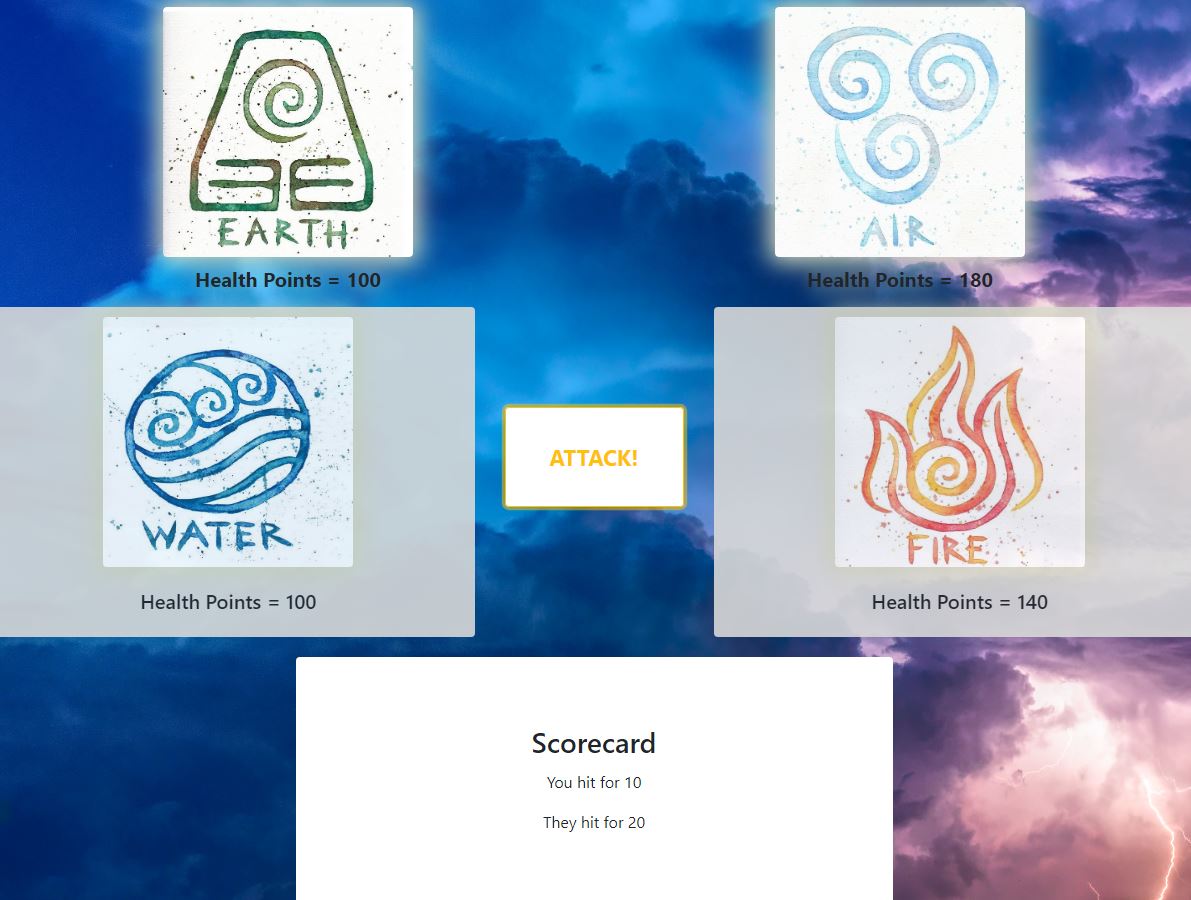 EARTH
AIR
Health Points = 100
Health Points = 180
WATER
FIRE
ATTACK!
Health Points = 100
Health Points = 140
Scorecard
You hit for 10
They hit for 20